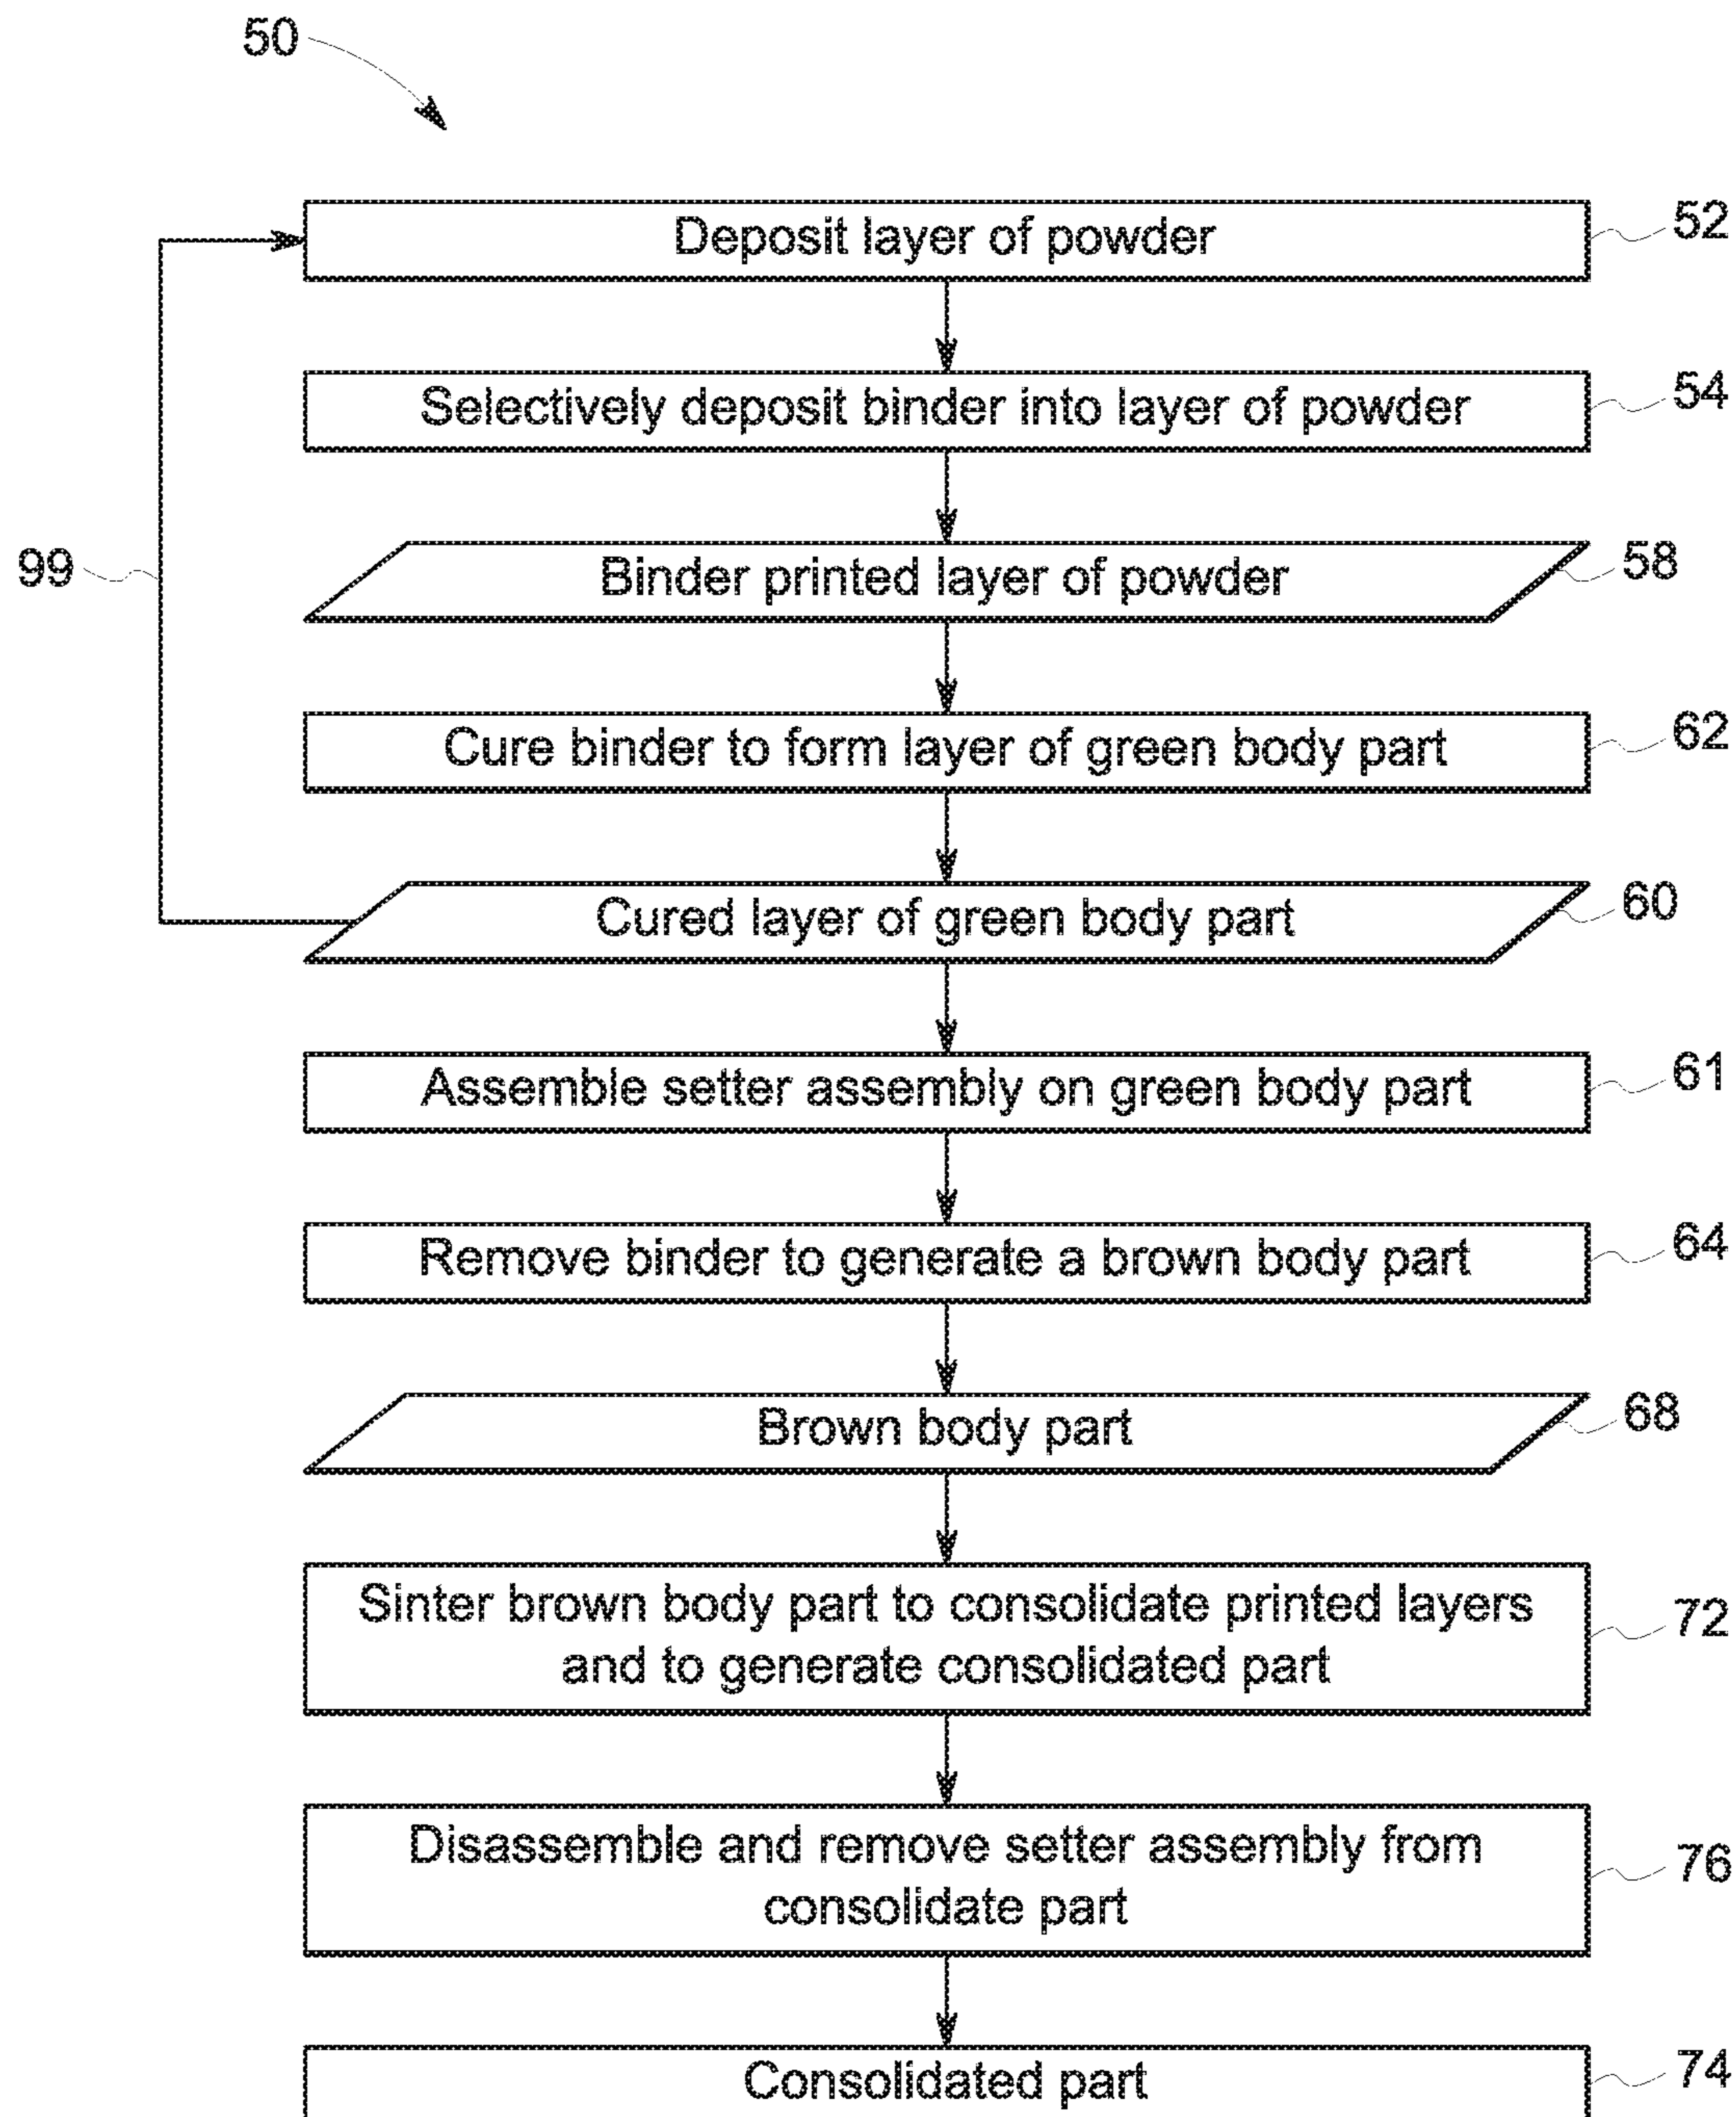 50
Deposit layer of powder
52
Selectively deposit binder into layer of powder
54
Binder printed layer of powder
58
99
Cure binder to form layer of green body part
62
Cured layer of green body part
60
Assemble setter assembly on green body part
61
Remove binder to generate a brown body part
64
Brown body part
68
Sinter brown body part to consolidate printed layers
and to generate consolidated part
72
Disassemble and remove setter assembly from
consolidate part
76
Consolidated part
74